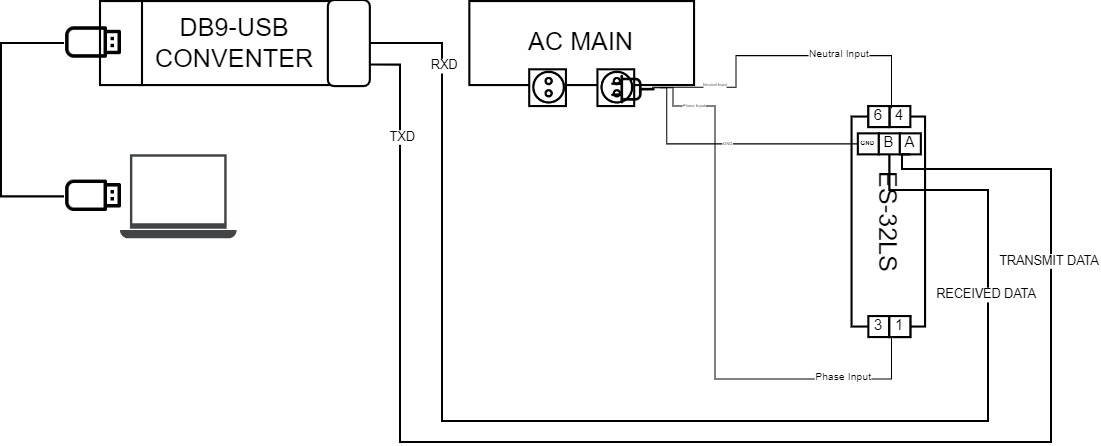 DB9-USB
CONVENTER
RXD
TXD
AC MAIN
Neutral Input
Neutral Input
Phase Input
GND
6
4
GND
B
A
ES-32LS
TRANSMIT DATA
RECEIVED DATA
3
1
Phase Input